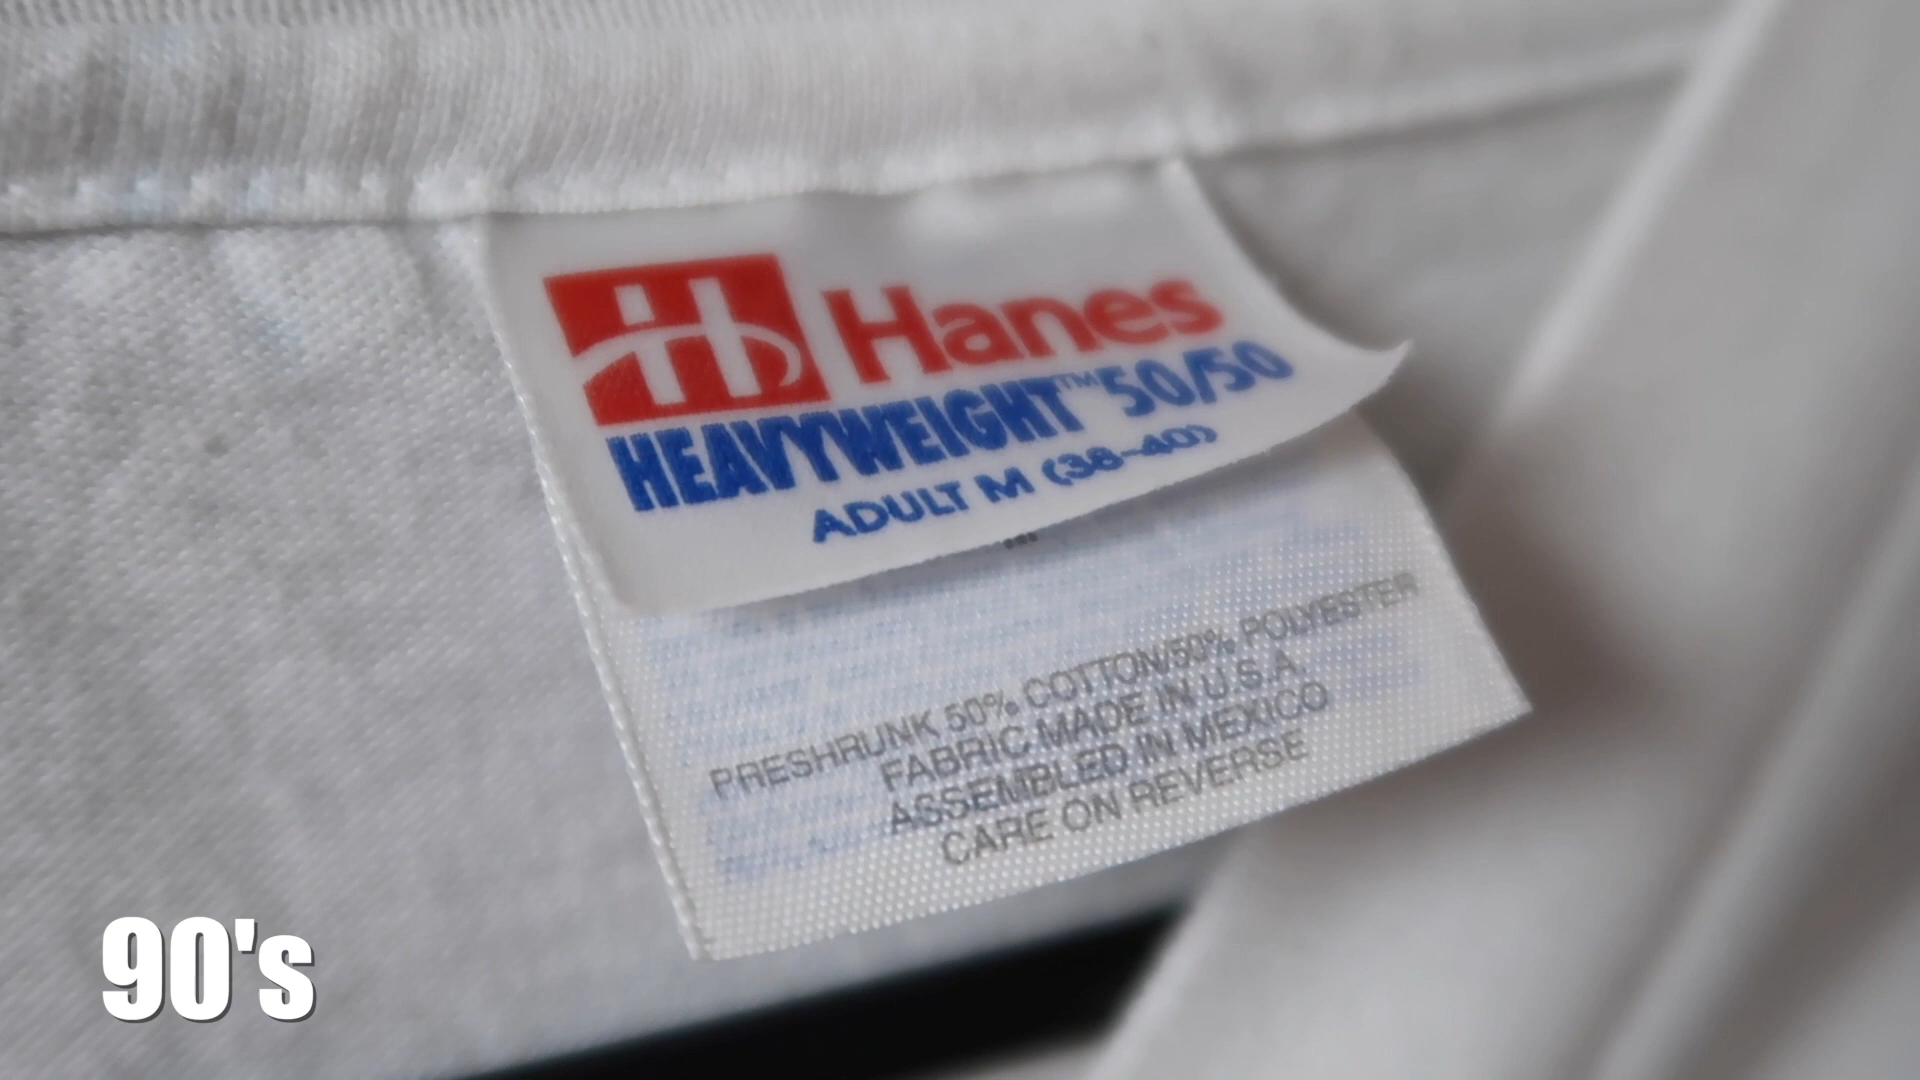 Hanes
HEAVYWEIGHT™ 50/50
ADULT M (38-40)
PRESHRUNK 50% COTTON/50% POLYESTER
FABRIC MADE IN U.S.A.
ASSEMBLED IN MEXICO
CARE ON REVERSE
90's